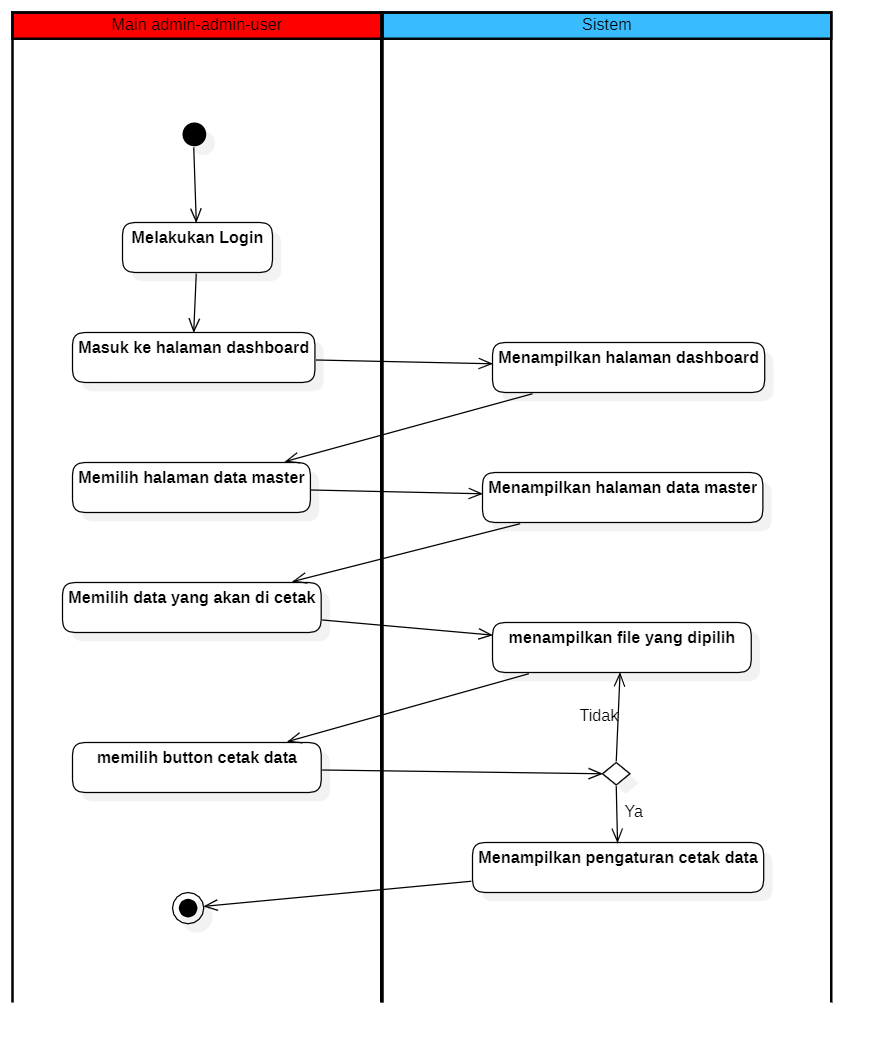 Main admin-admin-user
Sistem
Melakukan Login
Masuk ke halaman dashboard
Menampilkan halaman dashboard
Memilih halaman data master
Menampilkan halaman data master
Memilih data yang akan di cetak
menampilkan file yang dipilih
Tidak
memilih button cetak data
Ya
Menampilkan pengaturan cetak data